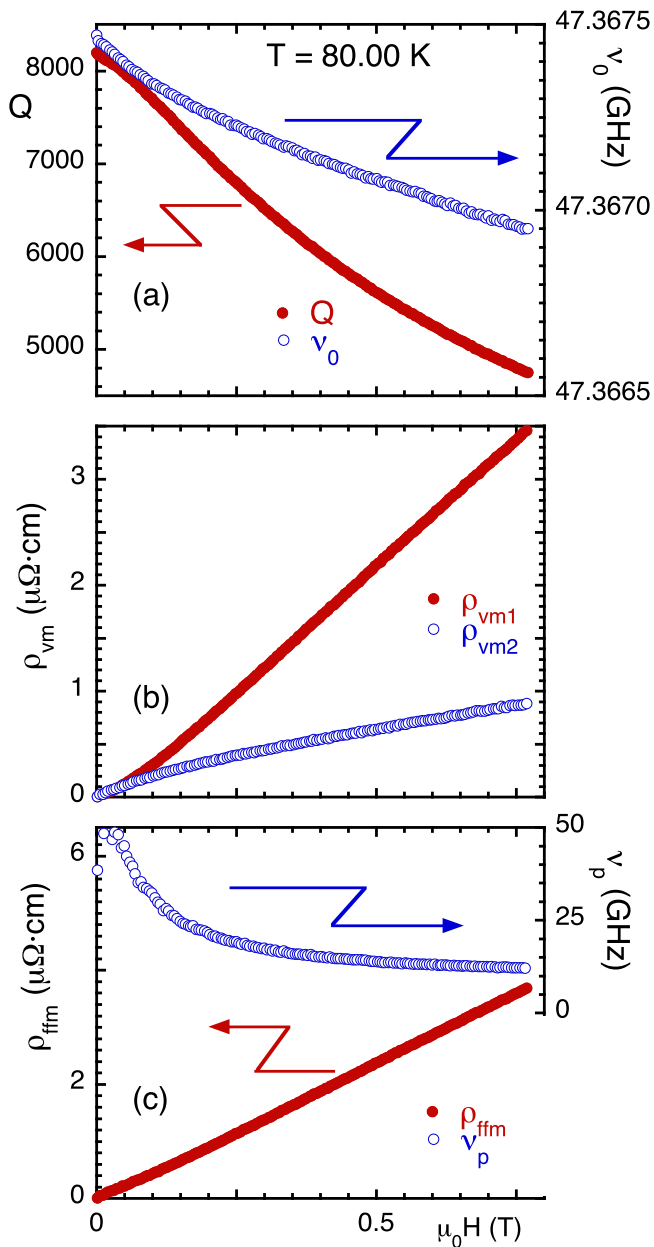 T = 80.00 K
47.3675
8000
Q
ν0 (GHz)
7000
47.3670
6000
(a)
Q
ν0
5000
47.3665
3
ρvm (μΩ·cm)
2
ρvm1
ρvm2
1
(b)
0
50
6
νp (GHz)
25
ρffm (μΩ·cm)
0
2
(c)
ρffm
νp
0
0
0.5
μ0H (T)